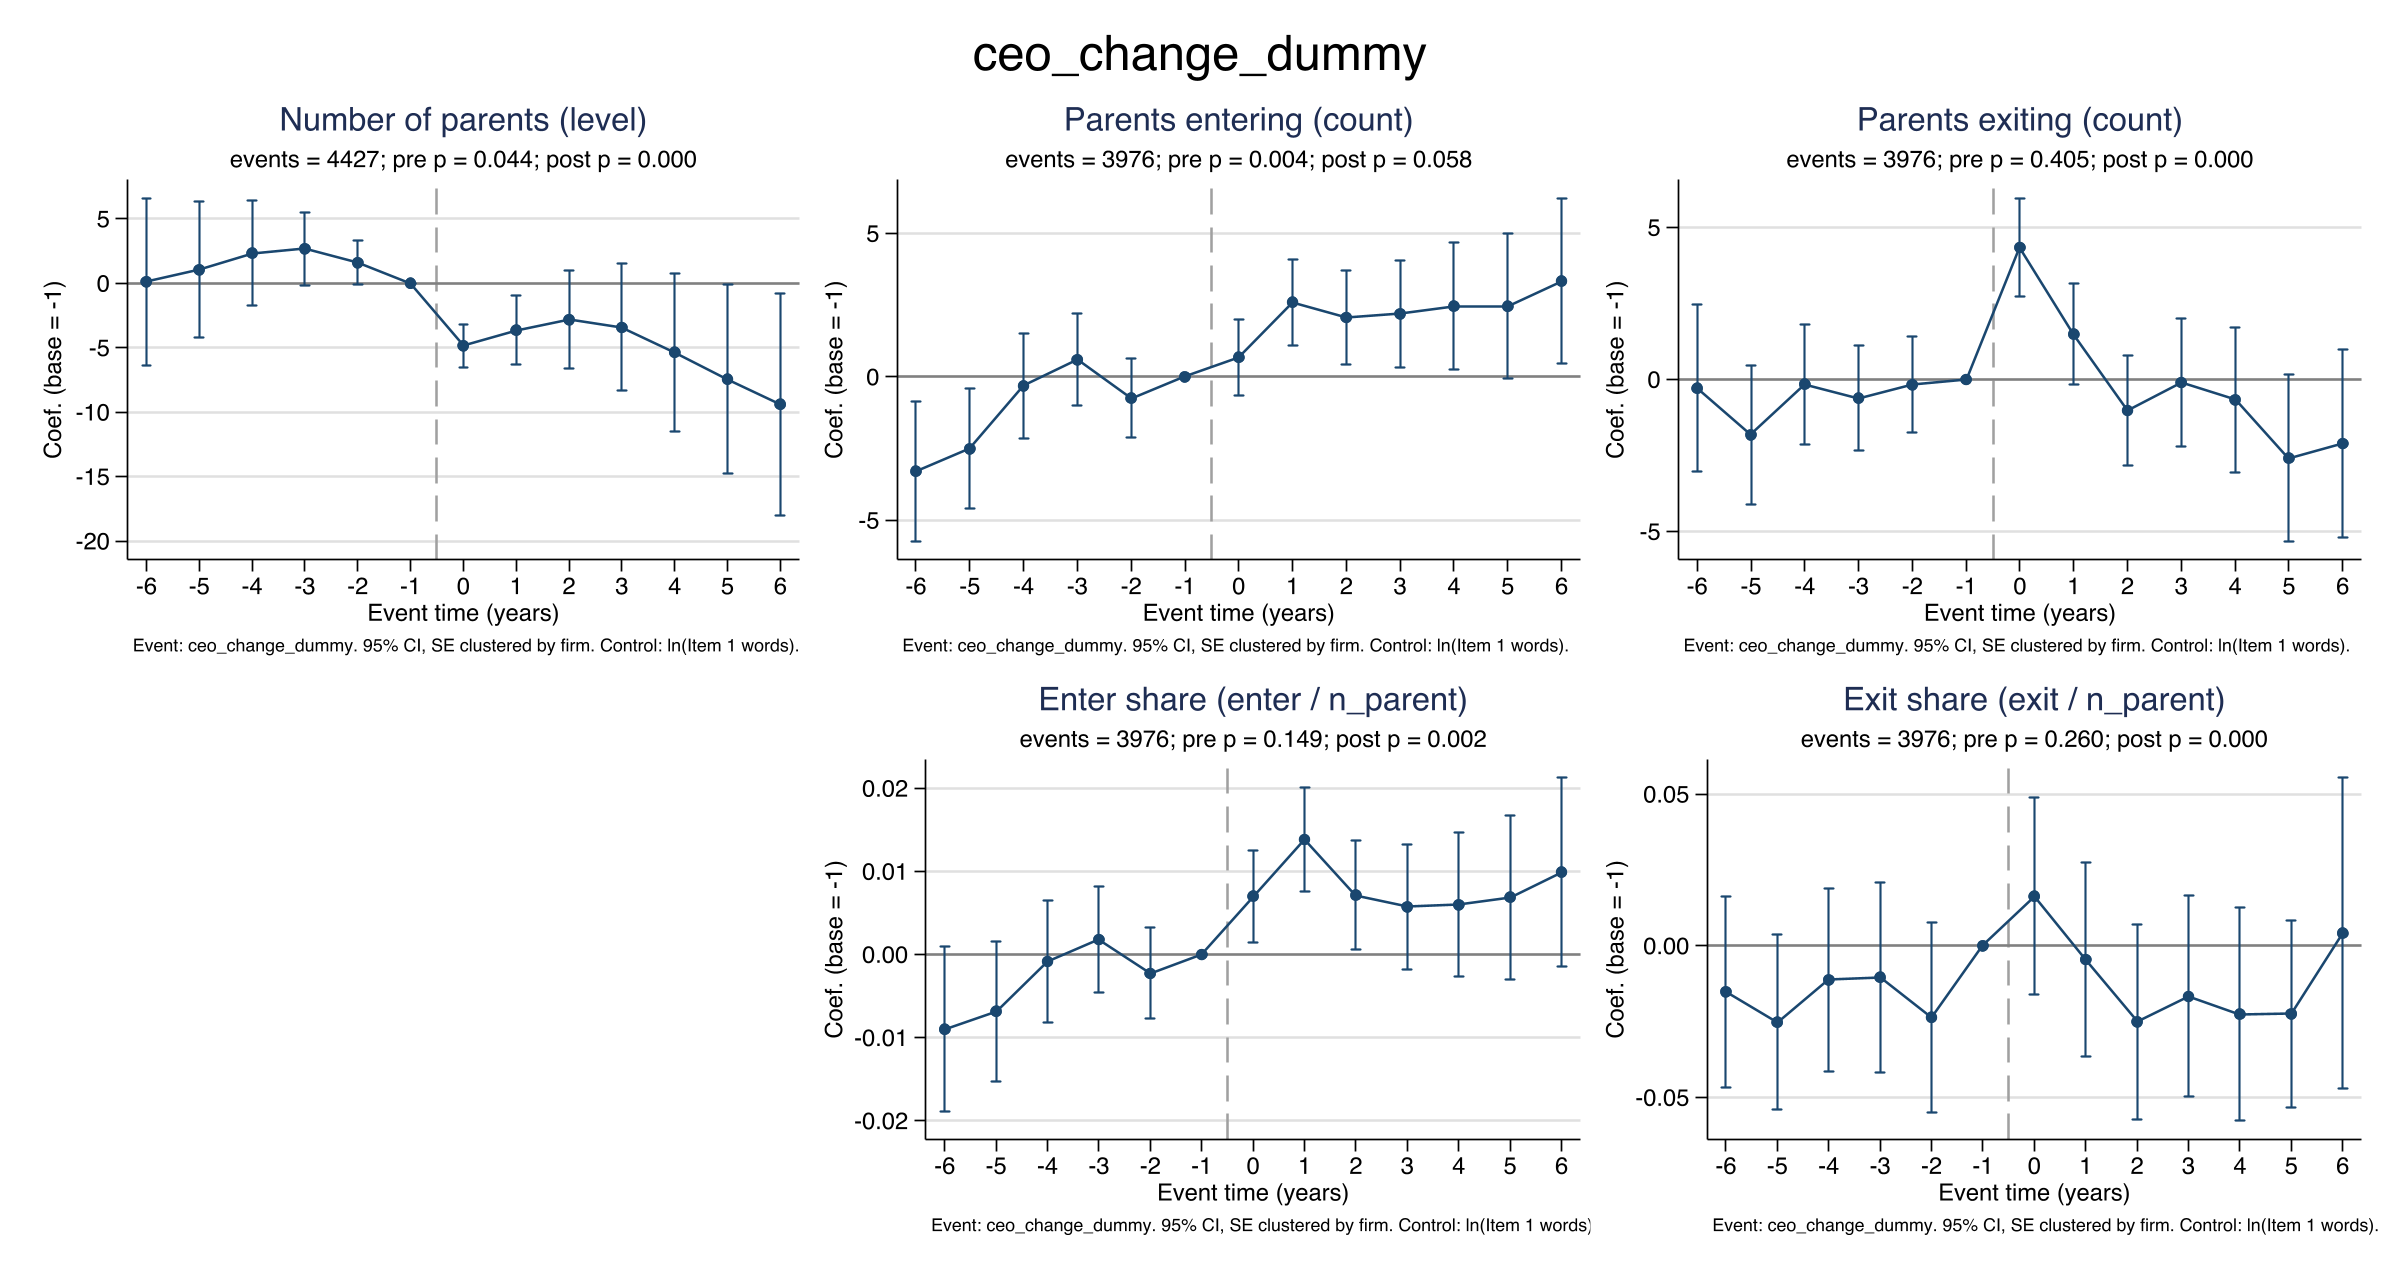 ceo_change_dummy
Number of parents (level)
events = 4427; pre p = 0.044; post p = 0.000
Coef. (base = -1)
5
0
-5
-10
-15
-20
-6 -5 -4 -3 -2 -1 0 1 2 3 4 5 6
Event time (years)
Event: ceo_change_dummy. 95% CI, SE clustered by firm. Control: ln(Item 1 words).
Parents entering (count)
events = 3976; pre p = 0.004; post p = 0.058
Coef. (base = -1)
5
0
-5
-6 -5 -4 -3 -2 -1 0 1 2 3 4 5 6
Event time (years)
Event: ceo_change_dummy. 95% CI, SE clustered by firm. Control: ln(Item 1 words).
Parents exiting (count)
events = 3976; pre p = 0.405; post p = 0.000
Coef. (base = -1)
5
0
-5
-6 -5 -4 -3 -2 -1 0 1 2 3 4 5 6
Event time (years)
Event: ceo_change_dummy. 95% CI, SE clustered by firm. Control: ln(Item 1 words).
Enter share (enter / n_parent)
events = 3976; pre p = 0.149; post p = 0.002
Coef. (base = -1)
0.02
0.01
0.00
-0.01
-0.02
-6 -5 -4 -3 -2 -1 0 1 2 3 4 5 6
Event time (years)
Event: ceo_change_dummy. 95% CI, SE clustered by firm. Control: ln(Item 1 words)
Exit share (exit / n_parent)
events = 3976; pre p = 0.260; post p = 0.000
Coef. (base = -1)
0.05
0.00
-0.05
-6 -5 -4 -3 -2 -1 0 1 2 3 4 5 6
Event time (years)
Event: ceo_change_dummy. 95% CI, SE clustered by firm. Control: ln(Item 1 words).